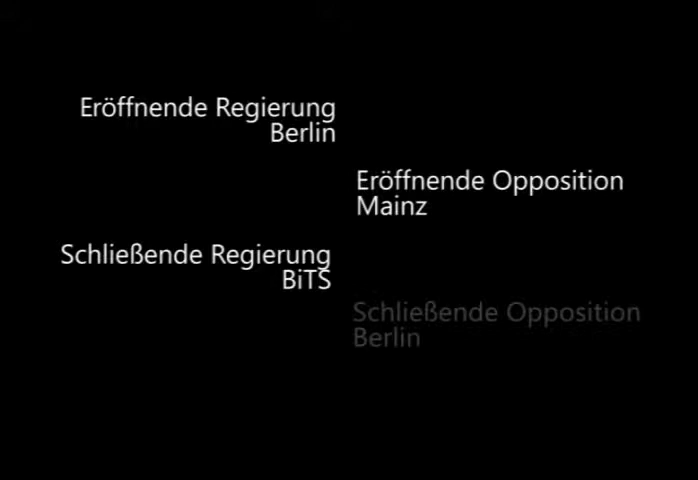 Eröffnende Regierung
Berlin
Eröffnende Opposition
Mainz
Schließende Regierung
BiTS
Schließende Opposition
Berlin